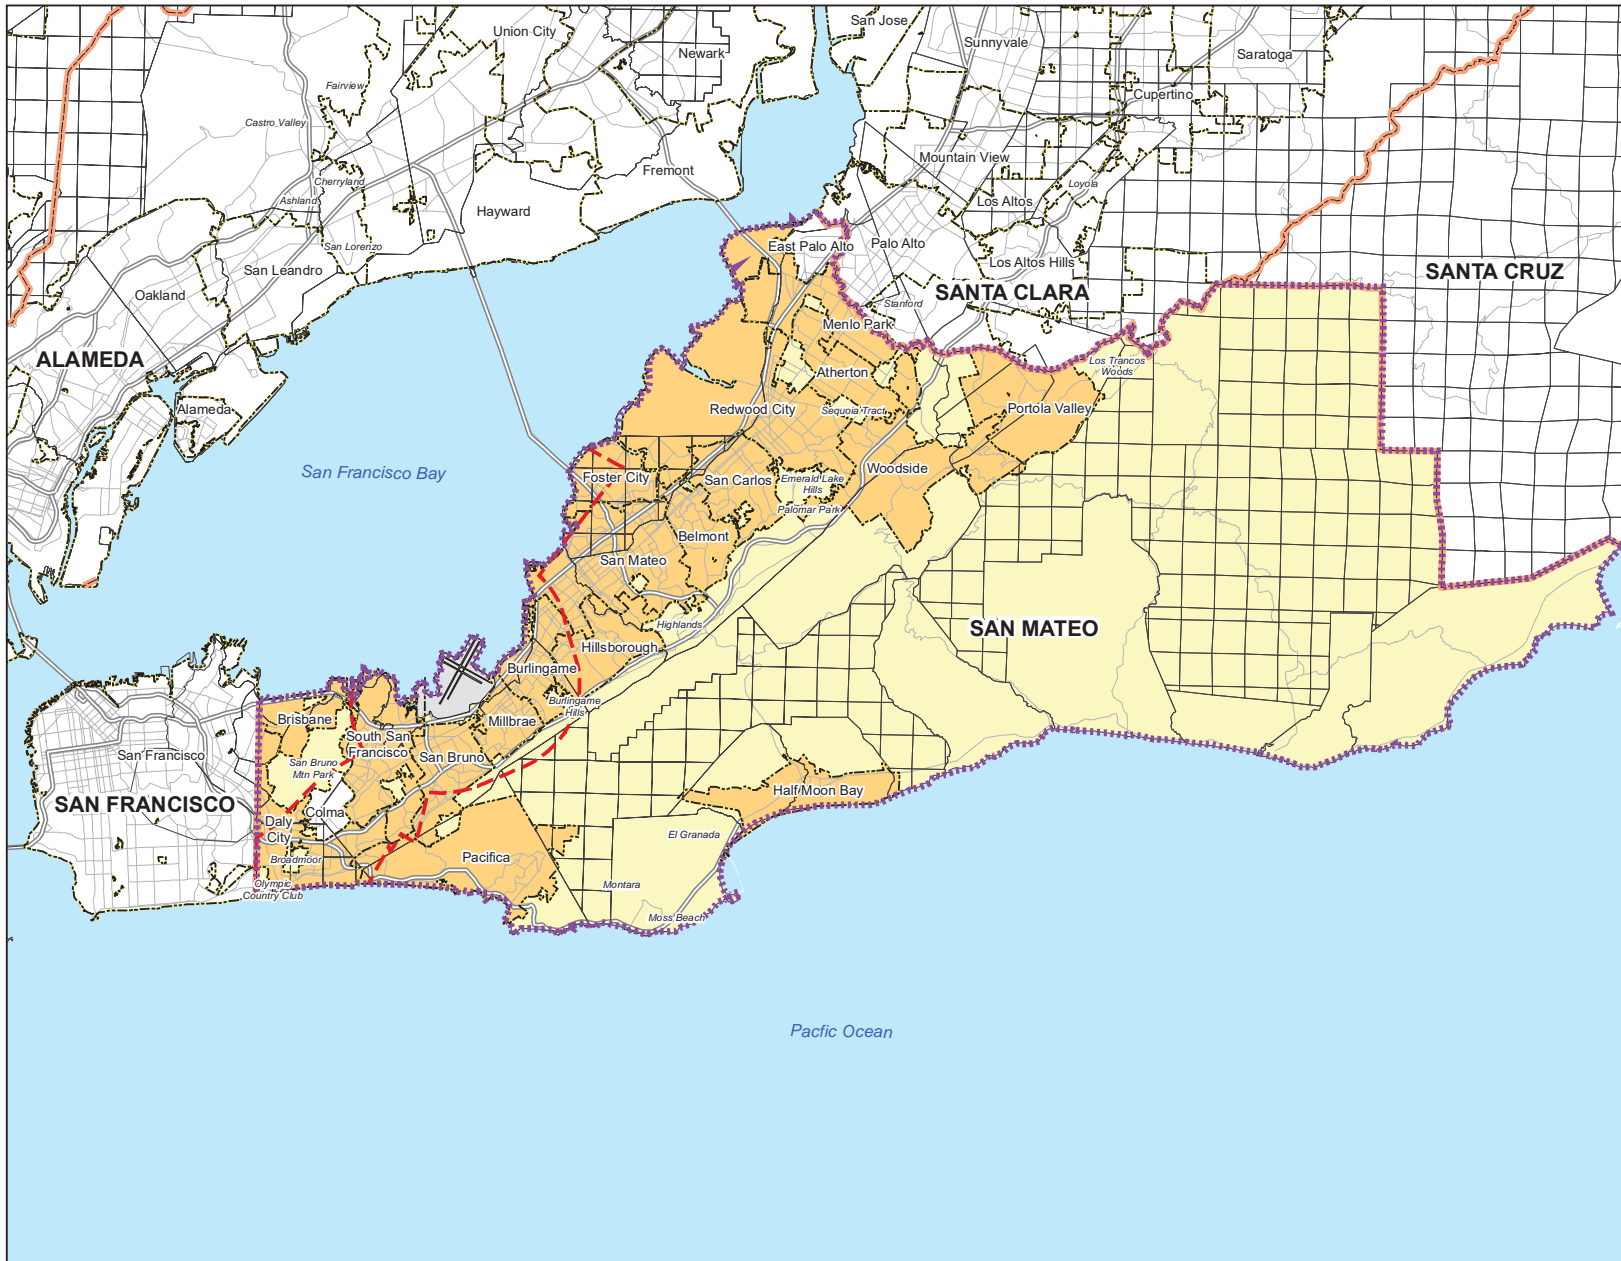 San Jose
Union City
Sunnyvale
Newark
Saratoga
Fairview
Cupertino
Castro Valley
Mountain View
Fremont
Cherryland
Loyola
Ashland
Los Altos
Hayward
San Lorenzo
East Palo Alto
Palo Alto
San Leandro
Los Altos Hills
SANTA CRUZ
Oakland
SANTA CLARA
Stanford
Menlo Park
ALAMEDA
Los Trancos
Woods
Atherton
Alameda
Redwood City
Sequoia Tract
Portola Valley
San Francisco Bay
Woodside
Foster City
San Carlos
Emerald Lake
Hills
Palomar Park
Belmont
San Mateo
Highlands
SAN MATEO
Hillsborough
Burlingame
Burlingame
Hills
Brisbane
Millbrae
South San
Francisco
San Francisco
San Bruno
San Bruno
Mtn Park
Half Moon Bay
SAN FRANCISCO
Colma
Daly
City
El Granada
Broadmoor
Pacifica
Olympic
Country Club
Montara
Moss Beach
Pacfic Ocean